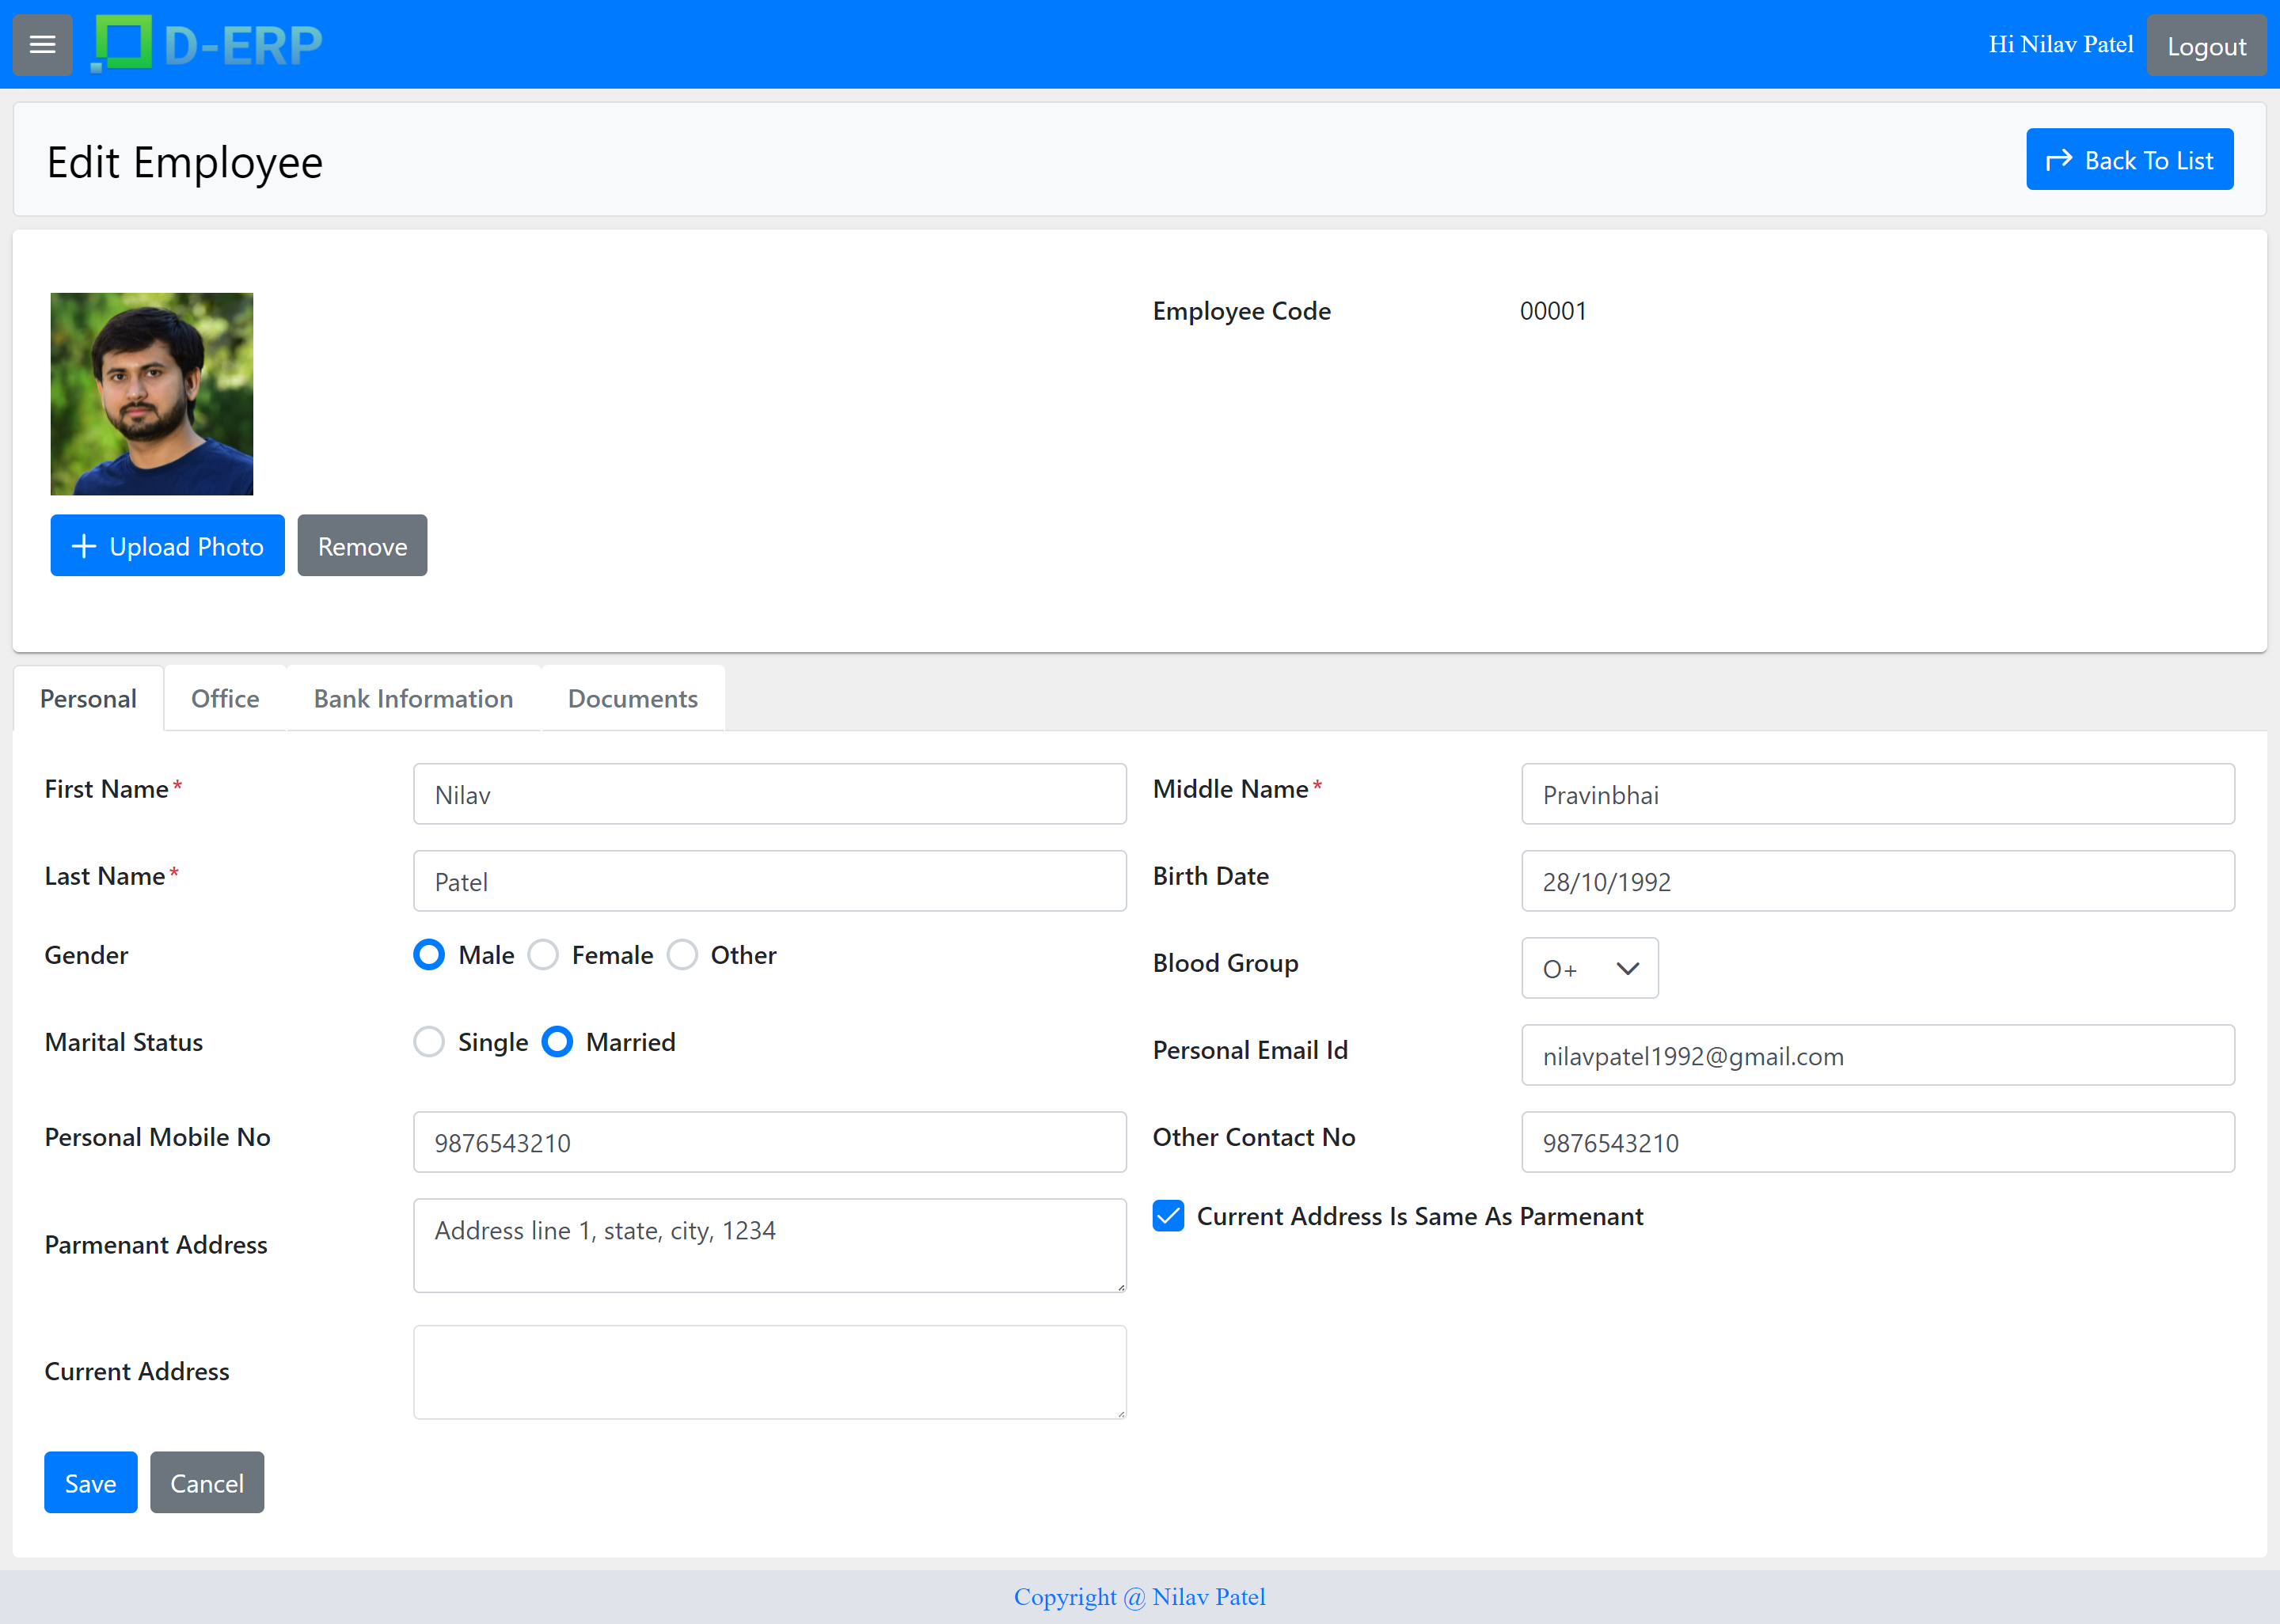 D-ERP
Hi Nilav Patel
Logout
Edit Employee
Back To List
Employee Code 00001
Upload Photo
Remove
Personal
Office
Bank Information
Documents
First Name* Nilav
Middle Name* Pravinbhai
Last Name* Patel
Birth Date 28/10/1992
Gender Male Female Other
Blood Group O+
Marital Status Single Married
Personal Email Id nilavpatel1992@gmail.com
Personal Mobile No 9876543210
Other Contact No 9876543210
Parmenant Address Address line 1, state, city, 1234
Current Address Is Same As Parmenant
Current Address
Save
Cancel
Copyright @ Nilav Patel